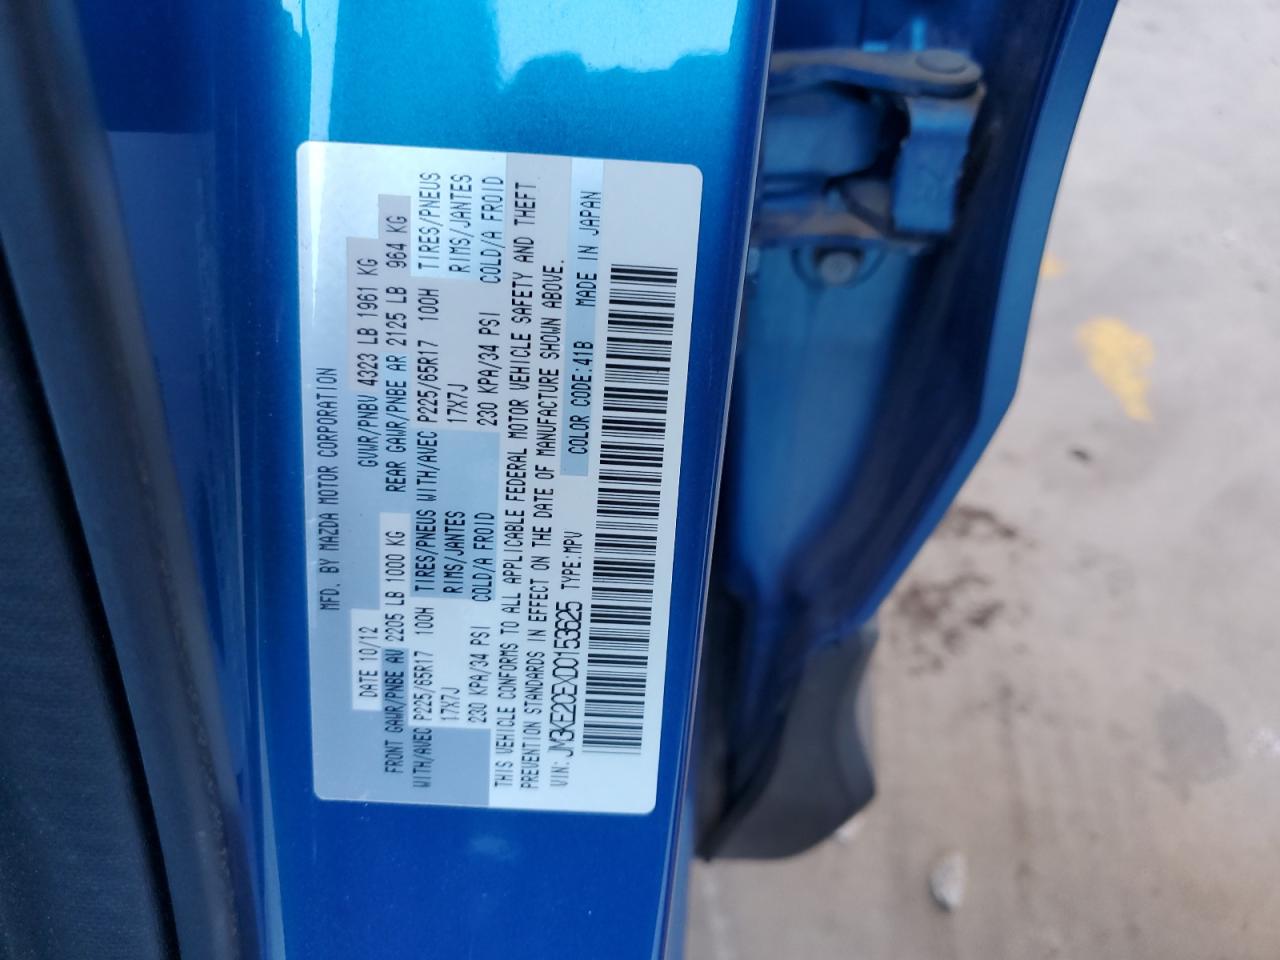 MFD. BY MAZDA MOTOR CORPORATION
DATE 10/12 GVWR/PNBV 4323 LB 1961 KG
FRONT GAWR/PNBE AV 2205 LB 1000 KG REAR GAWR/PNBE AR 2125 LB 964 KG
WITH/AVEC P225/65R17 100H TIRES/PNEUS WITH/AVEC P225/65R17 100H TIRES/PNEUS
17X7J RIMS/JANTES 17X7J RIMS/JANTES
230 KPA/34 PSI COLD/A FROID 230 KPA/34 PSI COLD/A FROID
THIS VEHICLE CONFORMS TO ALL APPLICABLE FEDERAL MOTOR VEHICLE SAFETY AND THEFT
PREVENTION STANDARDS IN EFFECT ON THE DATE OF MANUFACTURE SHOWN ABOVE.
VIN: JM3KE2CEXD0153625 TYPE:MPV COLOR CODE:41B MADE IN JAPAN